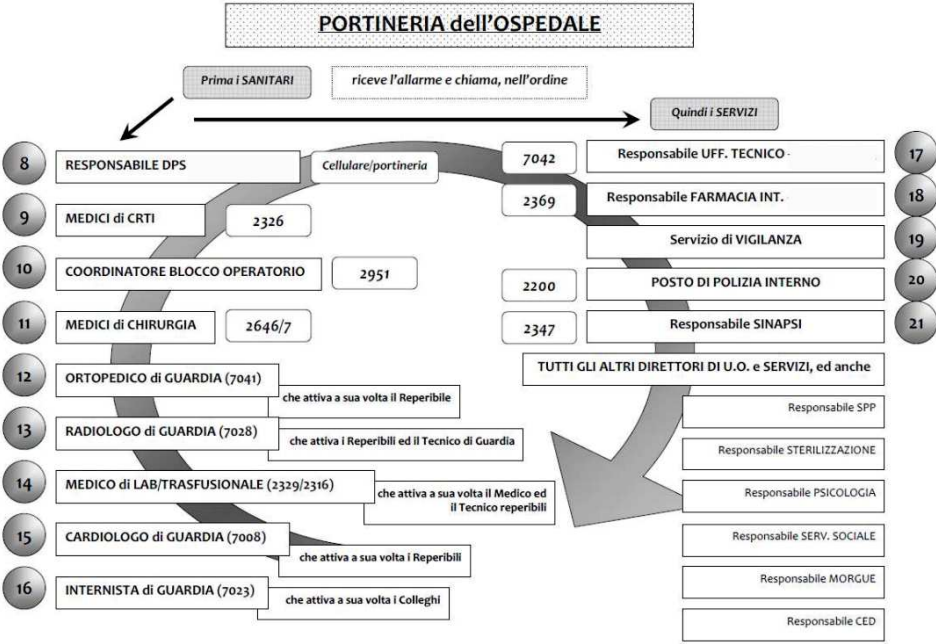 PORTINERIA dell'OSPEDALE
Prima i SANITARI
riceve l'allarme e chiama, nell'ordine
Quindi i SERVIZI
8 RESPONSABILE DPS Cellulare/portineria
9 MEDICI di CRTI 2326
10 COORDINATORE BLOCCO OPERATORIO 2951
11 MEDICI di CHIRURGIA 2646/7
12 ORTOPEDICO di GUARDIA (7041)
che attiva a sua volta il Reperibile
13 RADIOLOGO di GUARDIA (7028)
che attiva i Reperibili ed il Tecnico di Guardia
14 MEDICO di LAB/TRASFUSIONALE (2329/2316)
che attiva a sua volta il Medico ed
il Tecnico reperibili
15 CARDIOLOGO di GUARDIA (7008)
che attiva a sua volta i Reperibili
16 INTERNISTA di GUARDIA (7023)
che attiva a sua volta i Colleghi
7042 Responsabile UFF. TECNICO - 17
2369 Responsabile FARMACIA INT. 18
Servizio di VIGILANZA 19
2200 POSTO DI POLIZIA INTERNO 20
2347 Responsabile SINAPSI 21
TUTTI GLI ALTRI DIRETTORI DI U.O. e SERVIZI, ed anche
Responsabile SPP
Responsabile STERILIZZAZIONE
Responsabile PSICOLOGIA
Responsabile SERV. SOCIALE
Responsabile MORGUE
Responsabile CED